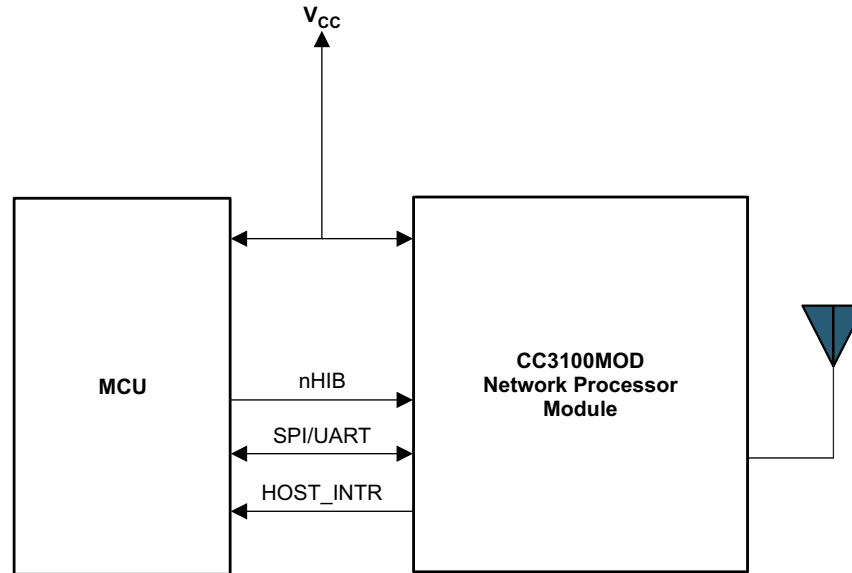 VCC
MCU
nHIB
SPI/UART
HOST_INTR
CC3100MOD
Network Processor
Module